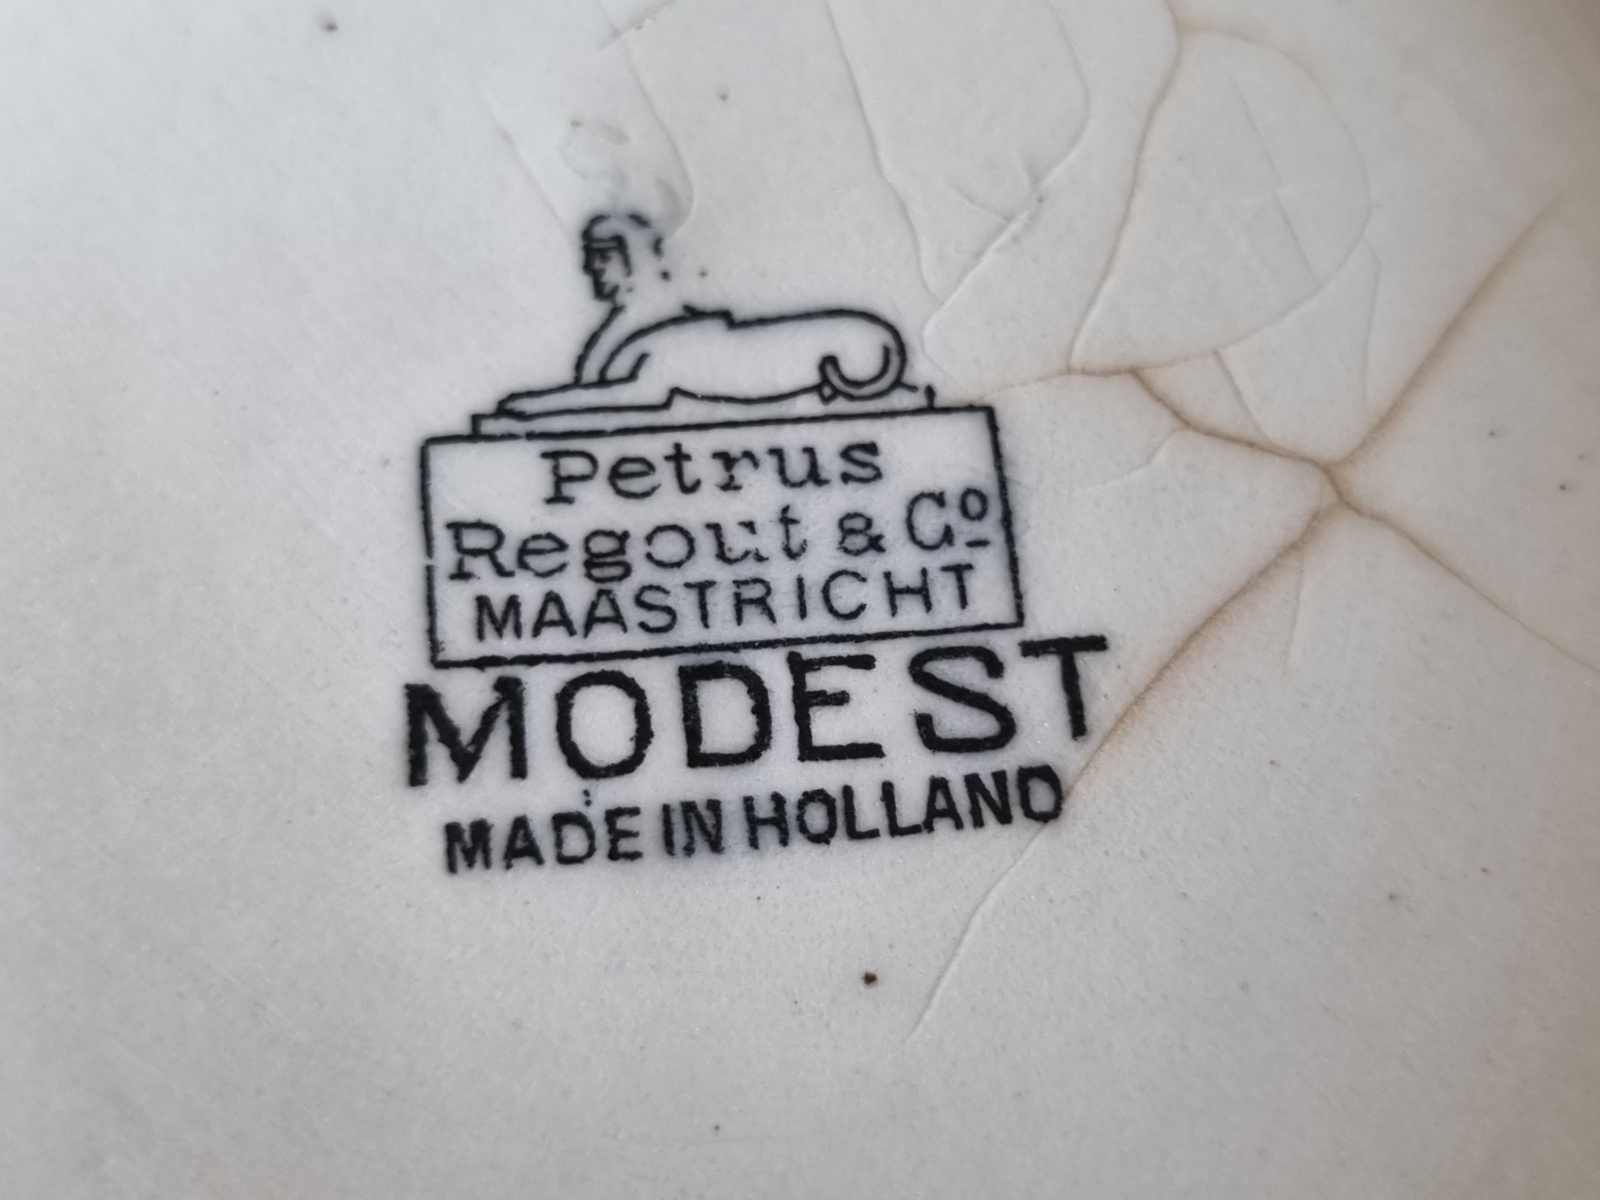 Petrus
Regout & Cº
MAASTRICHT
MODEST
MADE IN HOLLAND